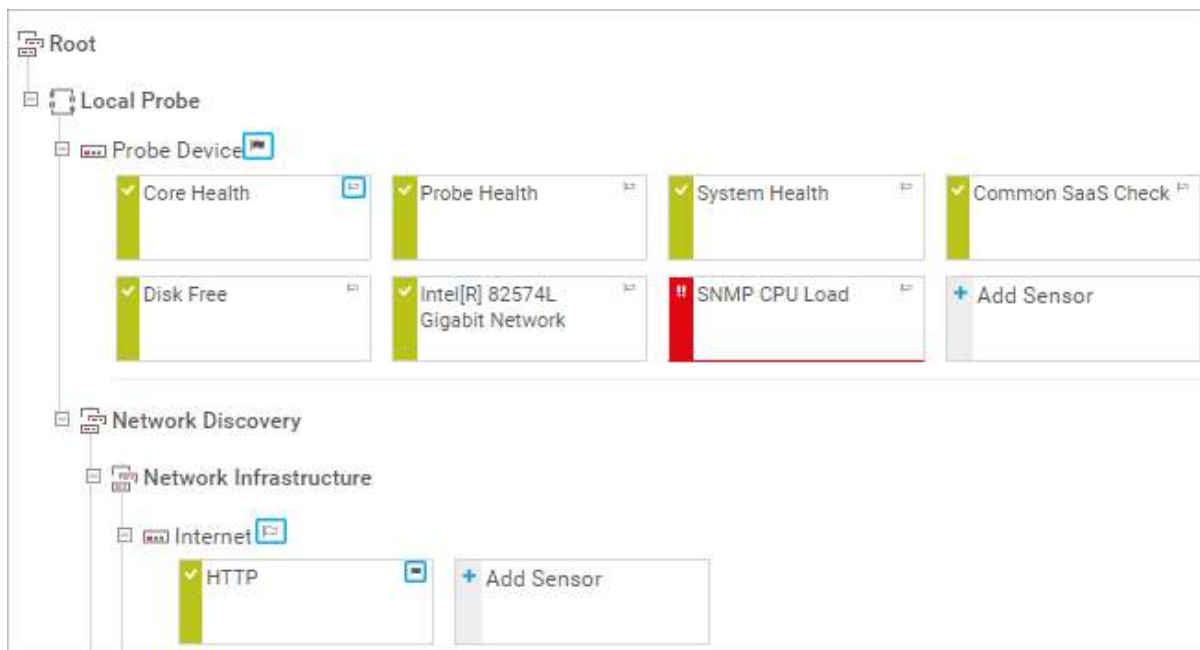 Root
Local Probe
Probe Device
Core Health
Probe Health
System Health
Common SaaS Check
Disk Free
Intel[R] 82574L
Gigabit Network
SNMP CPU Load
Add Sensor
Network Discovery
Network Infrastructure
Internet
HTTP
Add Sensor